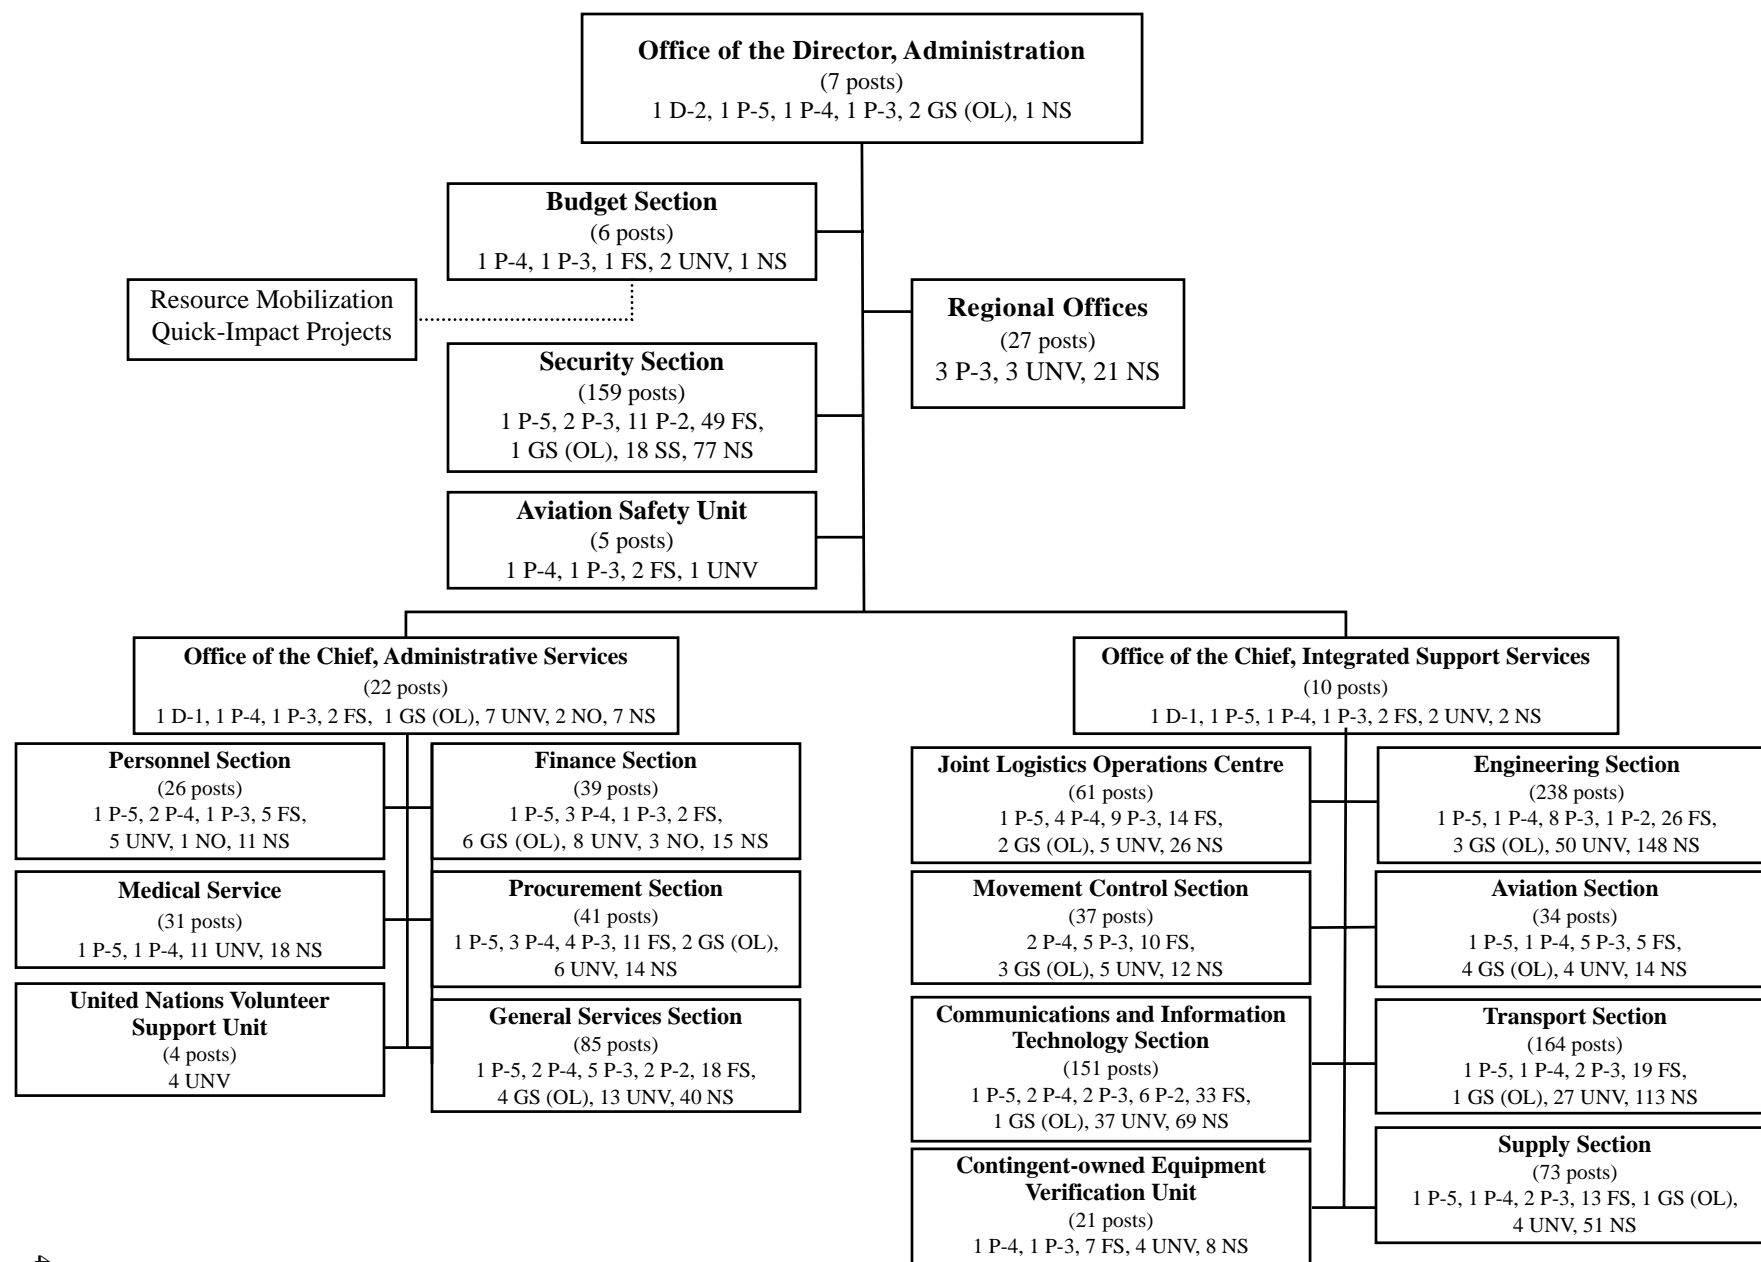 Office of the Director, Administration
(7 posts)
1 D-2, 1 P-5, 1 P-4, 1 P-3, 2 GS (OL), 1 NS
Budget Section
(6 posts)
1 P-4, 1 P-3, 1 FS, 2 UNV, 1 NS
Resource Mobilization
Quick-Impact Projects
Regional Offices
(27 posts)
3 P-3, 3 UNV, 21 NS
Security Section
(159 posts)
1 P-5, 2 P-3, 11 P-2, 49 FS,
1 GS (OL), 18 SS, 77 NS
Aviation Safety Unit
(5 posts)
1 P-4, 1 P-3, 2 FS, 1 UNV
Office of the Chief, Administrative Services
(22 posts)
1 D-1, 1 P-4, 1 P-3, 2 FS, 1 GS (OL), 7 UNV, 2 NO, 7 NS
Personnel Section
(26 posts)
1 P-5, 2 P-4, 1 P-3, 5 FS,
5 UNV, 1 NO, 11 NS
Finance Section
(39 posts)
1 P-5, 3 P-4, 1 P-3, 2 FS,
6 GS (OL), 8 UNV, 3 NO, 15 NS
Medical Service
(31 posts)
1 P-5, 1 P-4, 11 UNV, 18 NS
Procurement Section
(41 posts)
1 P-5, 3 P-4, 4 P-3, 11 FS, 2 GS (OL),
6 UNV, 14 NS
United Nations Volunteer
Support Unit
(4 posts)
4 UNV
General Services Section
(85 posts)
1 P-5, 2 P-4, 5 P-3, 2 P-2, 18 FS,
4 GS (OL), 13 UNV, 40 NS
Office of the Chief, Integrated Support Services
(10 posts)
1 D-1, 1 P-5, 1 P-4, 1 P-3, 2 FS, 2 UNV, 2 NS
Joint Logistics Operations Centre
(61 posts)
1 P-5, 4 P-4, 9 P-3, 14 FS,
2 GS (OL), 5 UNV, 26 NS
Engineering Section
(238 posts)
1 P-5, 1 P-4, 8 P-3, 1 P-2, 26 FS,
3 GS (OL), 50 UNV, 148 NS
Movement Control Section
(37 posts)
2 P-4, 5 P-3, 10 FS,
3 GS (OL), 5 UNV, 12 NS
Aviation Section
(34 posts)
1 P-5, 1 P-4, 5 P-3, 5 FS,
4 GS (OL), 4 UNV, 14 NS
Communications and Information
Technology Section
(151 posts)
1 P-5, 2 P-4, 2 P-3, 6 P-2, 33 FS,
1 GS (OL), 37 UNV, 69 NS
Transport Section
(164 posts)
1 P-5, 1 P-4, 2 P-3, 19 FS,
1 GS (OL), 27 UNV, 113 NS
Contingent-owned Equipment
Verification Unit
(21 posts)
1 P-4, 1 P-3, 7 FS, 4 UNV, 8 NS
Supply Section
(73 posts)
1 P-5, 1 P-4, 2 P-3, 13 FS, 1 GS (OL),
4 UNV, 51 NS